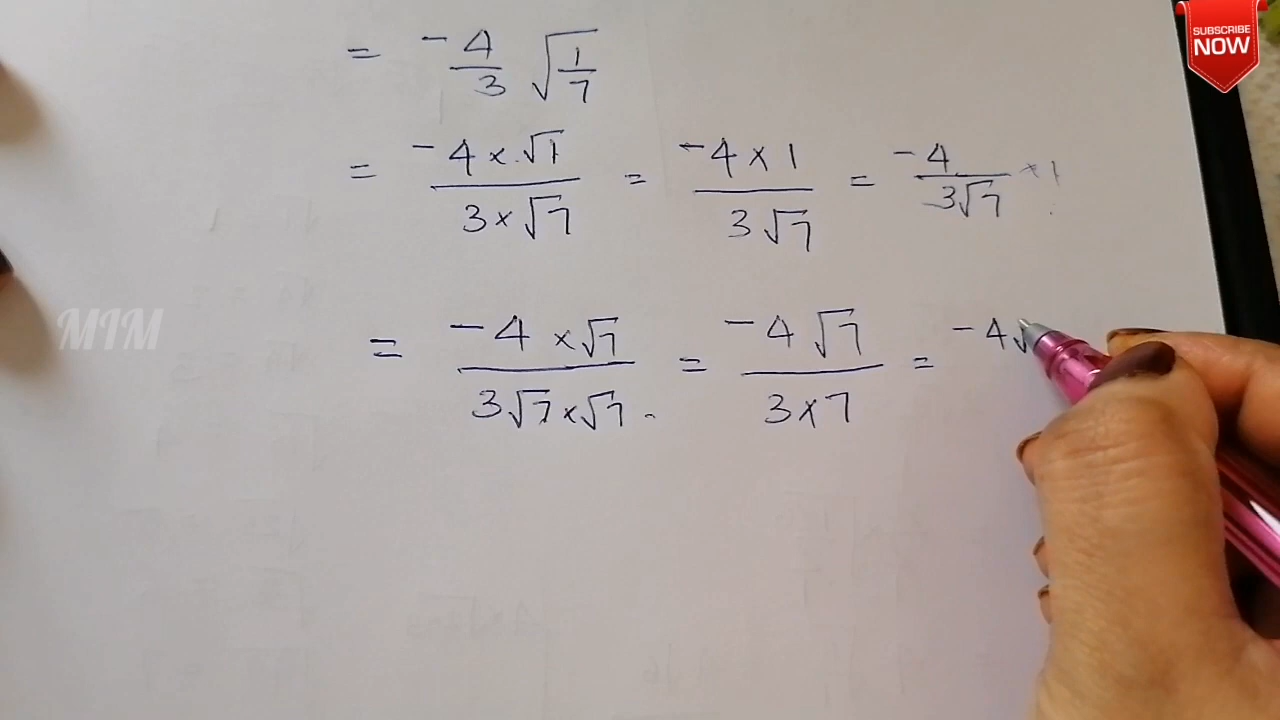 SUBSCRIBE
NOW
= -4/3 √(1/7)
= (-4 × √1)/(3 × √7) = (-4 × 1)/(3√7) = -4/(3√7) × 1
MIM
= (-4 × √7)/(3√7 × √7) = (-4√7)/(3 × 7) = -4√